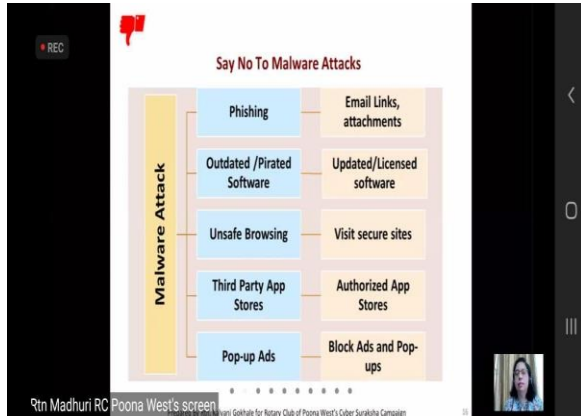 REC
Say No To Malware Attacks
Malware Attack
Phishing
Email Links,
attachments
Outdated /Pirated
Software
Updated/Licensed
software
Unsafe Browsing
Visit secure sites
Third Party App
Stores
Authorized App
Stores
Pop-up Ads
Block Ads and Pop-
ups
Rtn Madhuri RC Poona West's screen
Gokhale for Rotary Club of Poona West's Cyber Suraksha Campaign